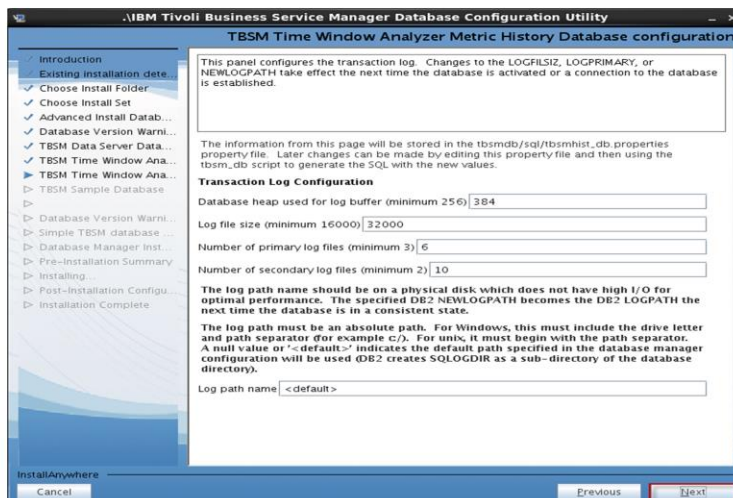 .\IBM Tivoli Business Service Manager Database Configuration Utility
TBSM Time Window Analyzer Metric History Database configuration
Introduction
Existing installation dete...
Choose Install Folder
Choose Install Set
Advanced Install Datab...
Database Version Warni...
TBSM Data Server Data...
TBSM Time Window Ana...
TBSM Time Window Ana...
TBSM Sample Database
Database Version Warni...
Simple TBSM database ...
Database Manager Inst...
Pre-Installation Summary
Installing...
Post-Installation Configu...
Installation Complete
This panel configures the transaction log. Changes to the LOGFILSIZ, LOGPRIMARY, or
NEWLOGPATH take effect the next time the database is activated or a connection to the database
is established.
The information from this page will be stored in the tbsmdb/sql/tbsmhist_db.properties
property file. Later changes can be made by editing this property file and then using the
tbsm_db script to generate the SQL with the new values.
Transaction Log Configuration
Database heap used for log buffer (minimum 256) 384
Log file size (minimum 16000) 32000
Number of primary log files (minimum 3) 6
Number of secondary log files (minimum 2) 10
The log path name should be on a physical disk which does not have high I/O for
optimal performance. The specified DB2 NEWLOGPATH becomes the DB2 LOGPATH the
next time the database is in a consistent state.
The log path must be an absolute path. For Windows, this must include the drive letter
and path separator (for example c:/). For unix, it must begin with the path separator.
A null value or '<default>' indicates the default path specified in the database manager
configuration will be used (DB2 creates SQLOGDIR as a sub-directory of the database
directory).
Log path name <default>
InstallAnywhere
Cancel
Previous
Next